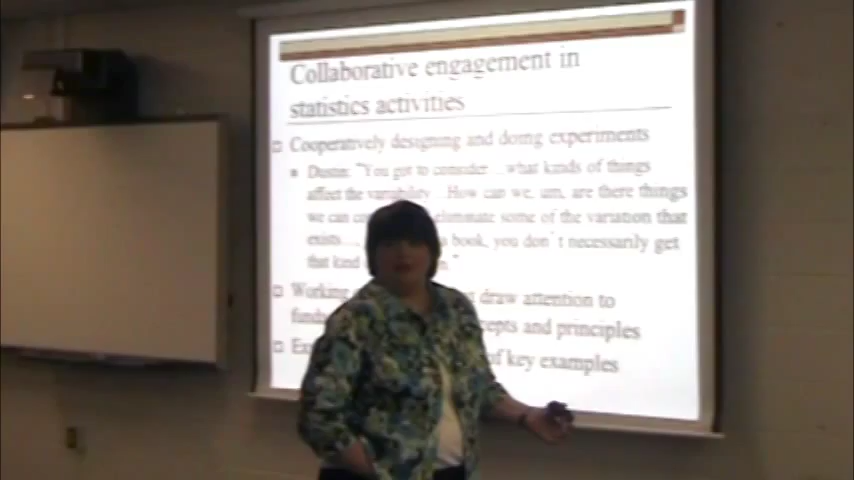 Collaborative engagement in
statistics activities
Cooperatively designing and doing experiments
Dustin: "You got to consider...what kinds of things
affect the variability...How can we, um, are there things
we can eliminate some of the variation that
exists..., a book, you don't necessarily get
that kind
Working draw attention to
and principles
of key examples